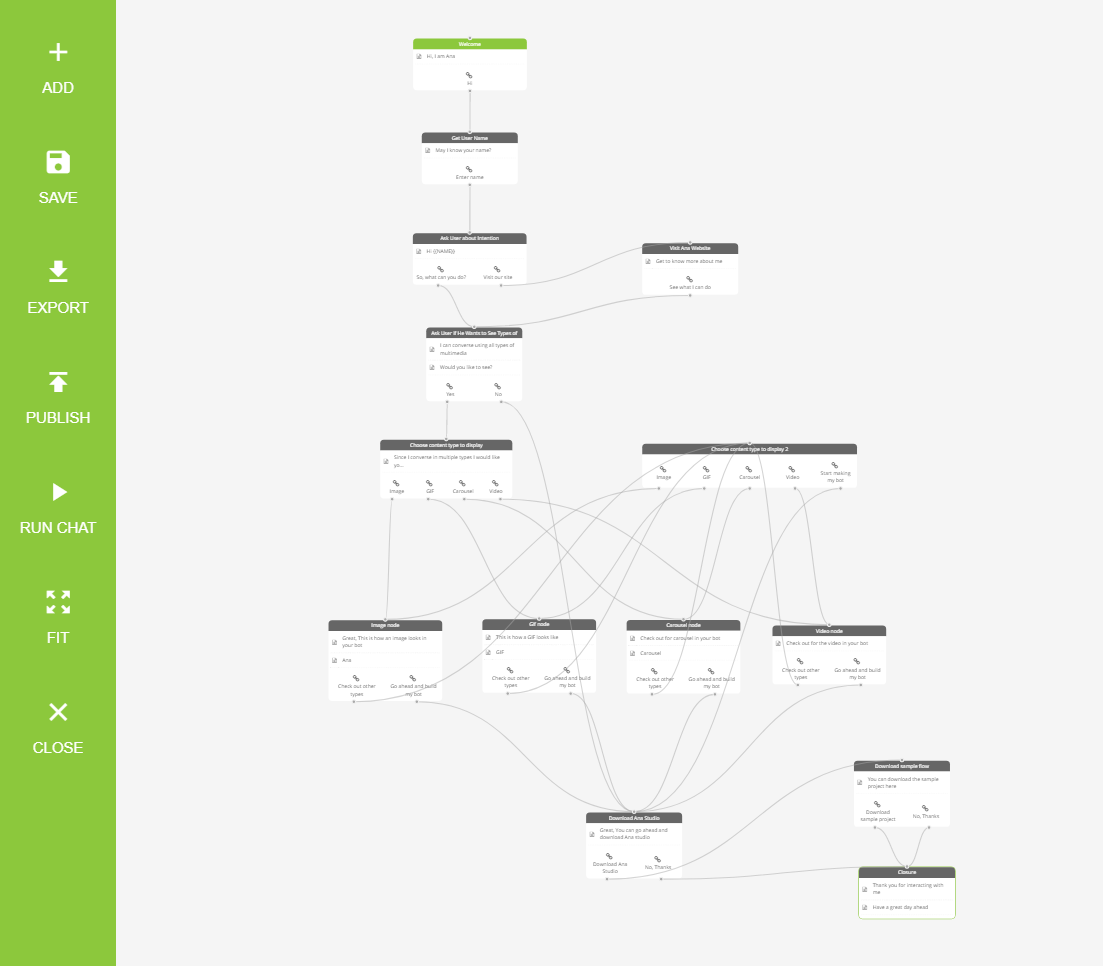 ADD
SAVE
EXPORT
PUBLISH
RUN CHAT
FIT
CLOSE
Welcome
Hi, I am Ana
Hi
Get User Name
May I know your name?
Enter name
Ask User about Intention
Hi {{NAME}}
So, what can you do?
Visit our site
Visit Ana Website
Get to know more about me
See what I can do
Ask User If He Wants to See Types of
I can converse using all types of
multimedia
Would you like to see?
Yes
No
Choose content type to display
Since I converse in multiple types I would like
yo...
Image
GIF
Carousel
Video
Choose content type to display 2
Image
GIF
Carousel
Video
Start making
my bot
Image node
Great, This is how an image looks in
your bot
Ana
Check out other
types
Go ahead and build
my bot
Gif node
This is how a GIF looks like
GIF
Check out other
types
Go ahead and build
my bot
Carousel node
Check out for carousel in your bot
Carousel
Check out other
types
Go ahead and build
my bot
Video node
Check out for the video in your bot
Check out other
types
Go ahead and build
my bot
Download Ana Studio
Great, You can go ahead and
download Ana studio
Download Ana
Studio
No, Thanks
Download sample flow
You can download the sample
project here
Download
sample project
No, Thanks
Closure
Thank you for interacting with
me
Have a great day ahead